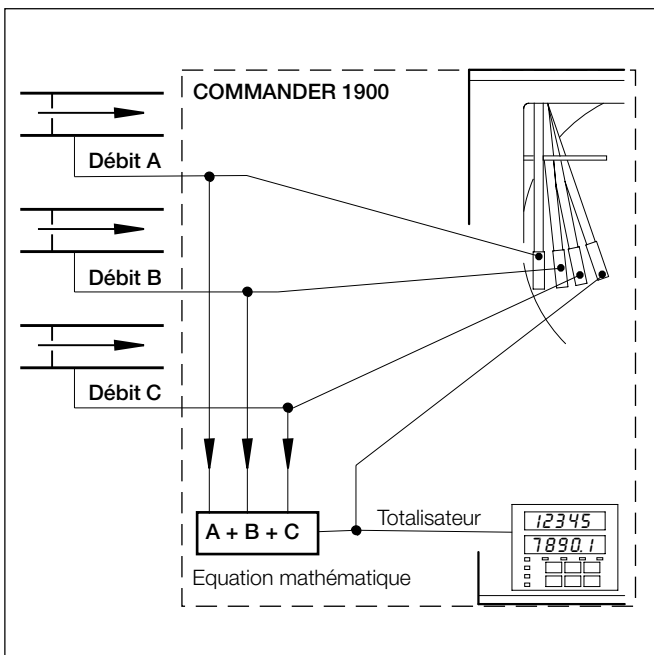 COMMANDER 1900
Débit A
Débit B
Débit C
A + B + C
Totalisateur
12345
7890.1
Equation mathématique